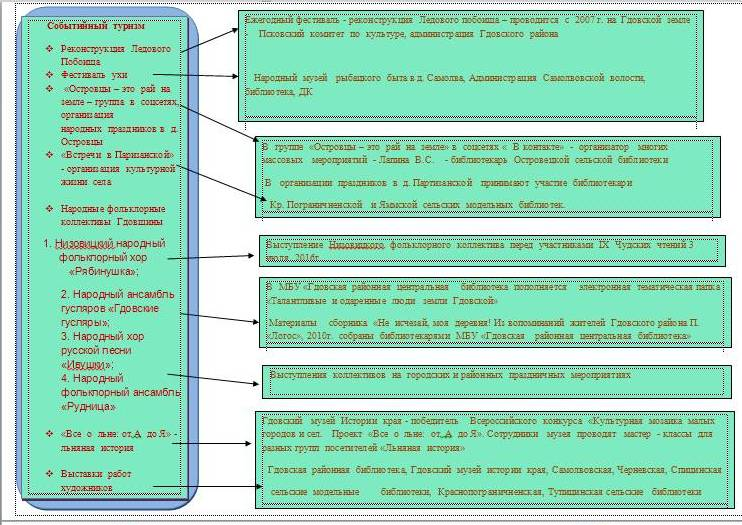 Событийный туризм
Реконструкция Ледового
Побоища
Фестиваль ухи
«Островцы – это рай на
земле – группа в соцсетях,
организация
народных праздников в д.
Островцы
«Встречи в Партизанской»
- организация культурной
жизни села
Народные фольклорные
коллективы Гдовщины
1. Низовицкий народный
фольклорный хор
«Рябинушка»;
2. Народный ансамбль
гусляров «Гдовские
гусляры»;
3. Народный хор
русской песни
«Ивушки»;
4. Народный
фольклорный ансамбль
«Рудница»
«Все о льне: от А до Я» -
льняная история
Выставки работ
художников
Ежегодный фестиваль - реконструкция Ледового побоища – проводится с 2007 г. на Гдовской земле
- Псковский комитет по культуре, администрация Гдовского района
Народный музей рыбацкого быта в д. Самолва, Администрация Самолвовской волости,
библиотека, ДК
В группе «Островцы – это рай на земле» в соцсетях « В контакте» - организатор многих
массовых мероприятий - Лапина В.С. - библиотекарь Островецкой сельской библиотеки
В организации праздников в д. Партизанской принимают участие библиотекари
Кр. Пограничненской и Яммской сельских модельных библиотек.
Выступление Низовицкого фольклорного коллектива перед участниками IX Чудских чтений 3
июля 2016г.
В МБУ «Гдовская районная центральная библиотека пополняется электронная тематическая папка
«Талантливые и одаренные люди земли Гдовской»
Материалы сборника «Не исчезай, моя деревня! Из вопоминаний жителей Гдовского района П.
«Логос», 2010г. собраны библиотекарями МБУ «Гдовская районная центральная библиотека»
Выступления коллективов на городских и районных праздничных мероприятиях
Гдовский музей Истории края - победитель Всероссийского конкурса «Культурная мозаика малых
городов и сел. Проект «Все о льне: от А до Я». Сотрудники музея проводят мастер - классы для
разных групп посетителей «Льняная история»
Гдовская районная библиотека, Гдовский музей истории края, Самолвовская, Черневская, Спицинская
сельские модельные библиотеки, Краснопограничненская, Тупицинская сельские библиотеки